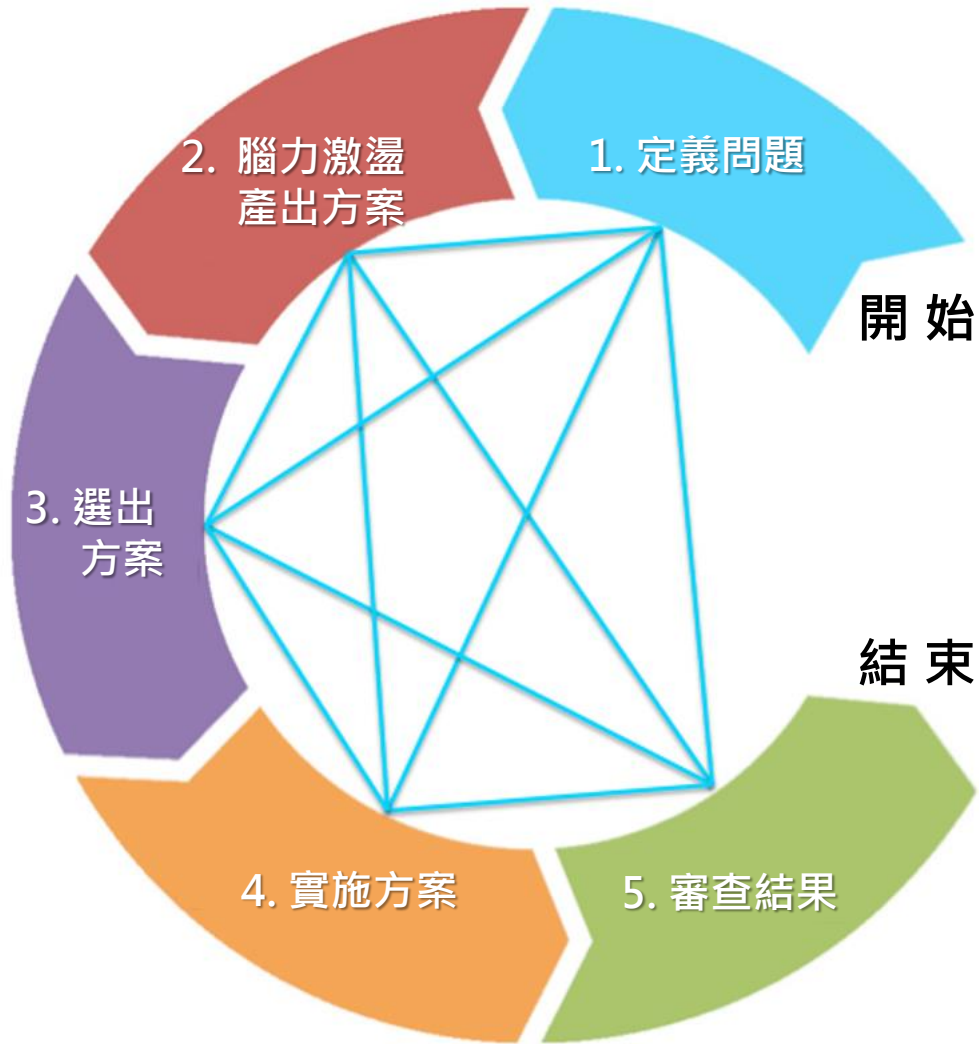 1. 定義問題
開 始
2. 腦力激盪
產出方案
3. 選出
方案
4. 實施方案
5. 審查結果
結 束